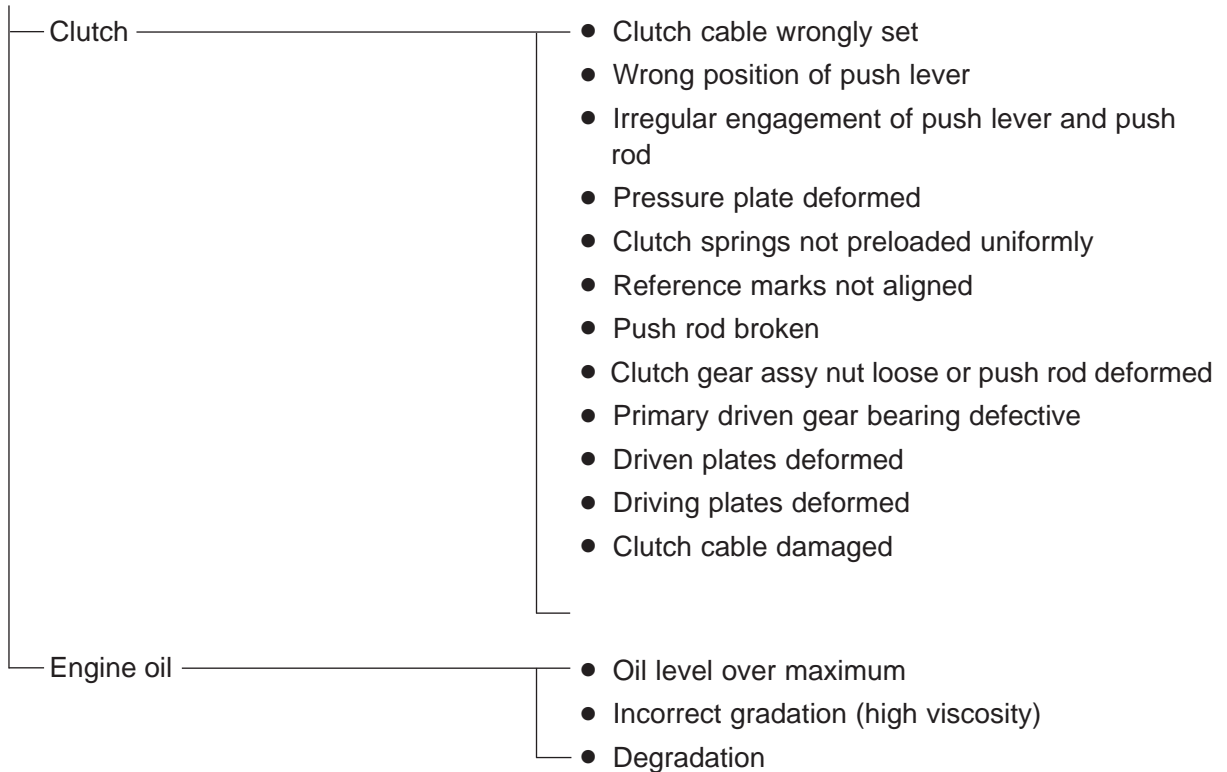 Clutch
● Clutch cable wrongly set
● Wrong position of push lever
● Irregular engagement of push lever and push
rod
● Pressure plate deformed
● Clutch springs not preloaded uniformly
● Reference marks not aligned
● Push rod broken
● Clutch gear assy nut loose or push rod deformed
● Primary driven gear bearing defective
● Driven plates deformed
● Driving plates deformed
● Clutch cable damaged
Engine oil
● Oil level over maximum
● Incorrect gradation (high viscosity)
● Degradation